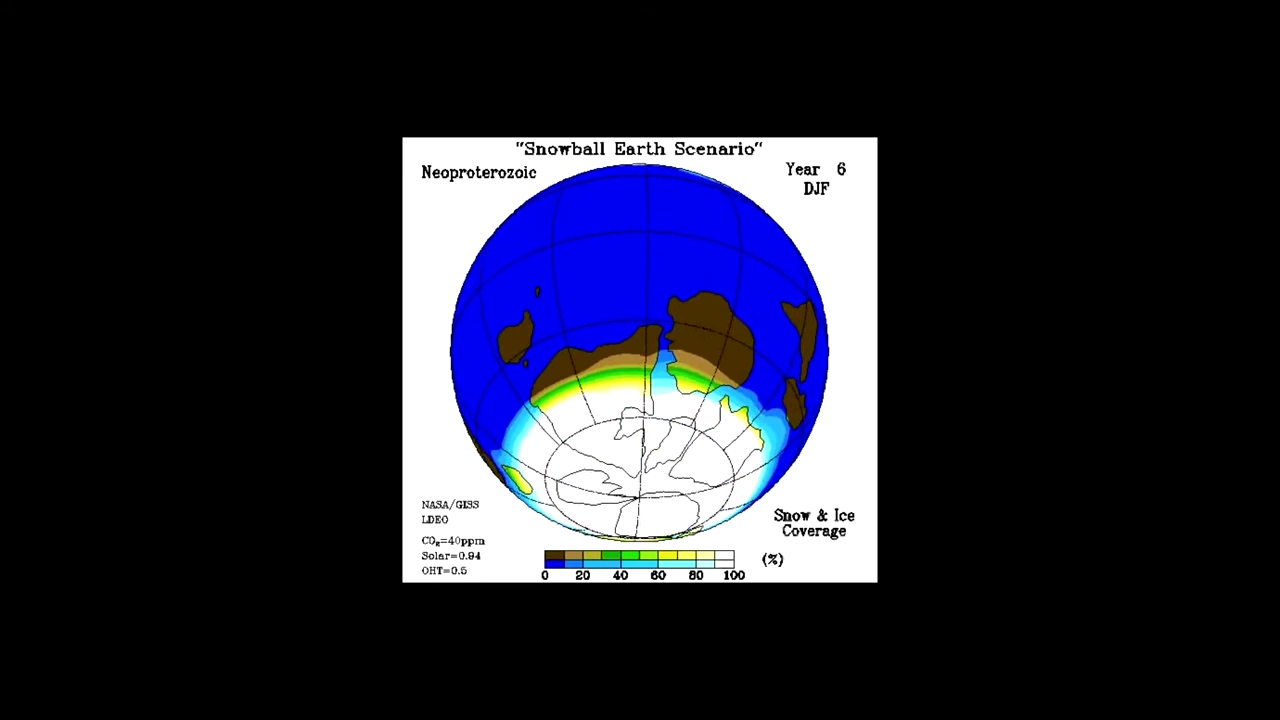 "Snowball Earth Scenario"
Neoproterozoic
Year 6
DJF
NASA/GISS
LDEO
CO₂=40ppm
Solar=0.94
OHT=0.5
Snow & Ice
Coverage
(%)
0 20 40 60 80 100